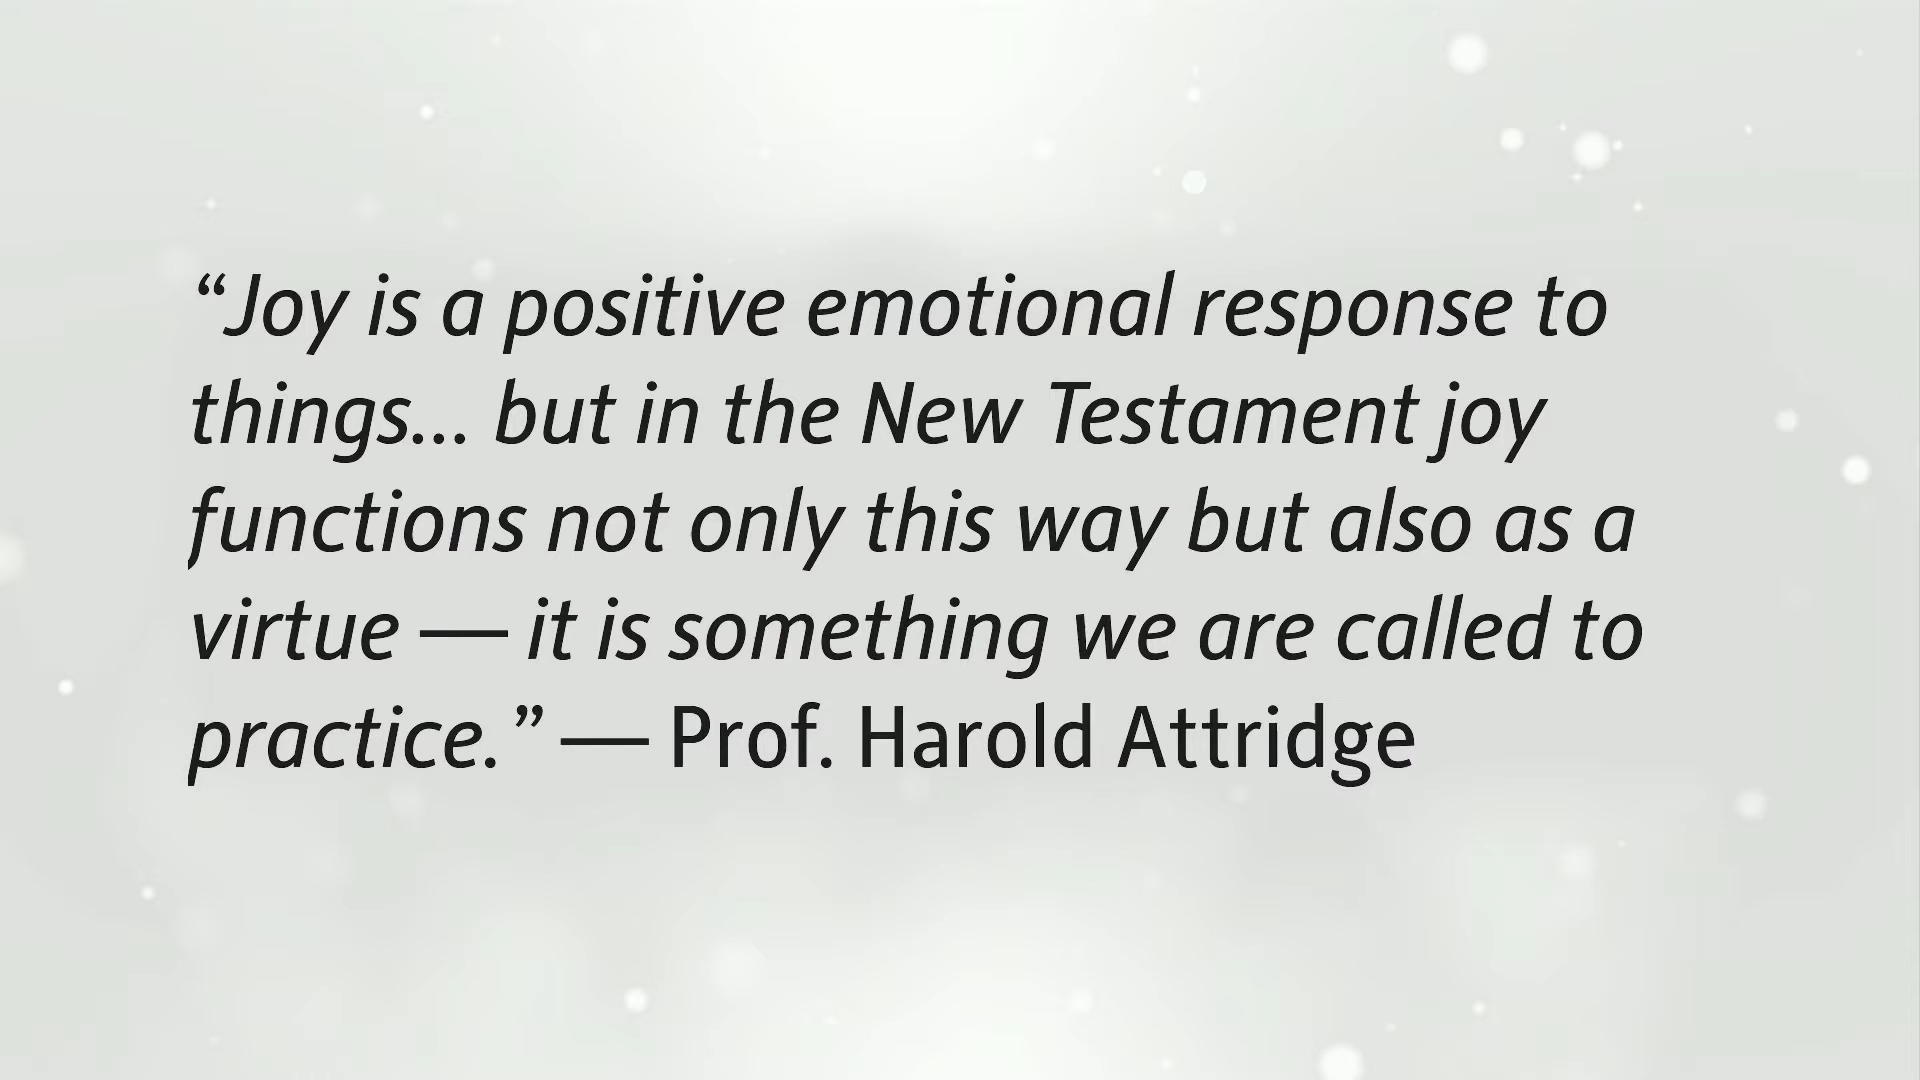 “Joy is a positive emotional response to
things... but in the New Testament joy
functions not only this way but also as a
virtue — it is something we are called to
practice.” — Prof. Harold Attridge